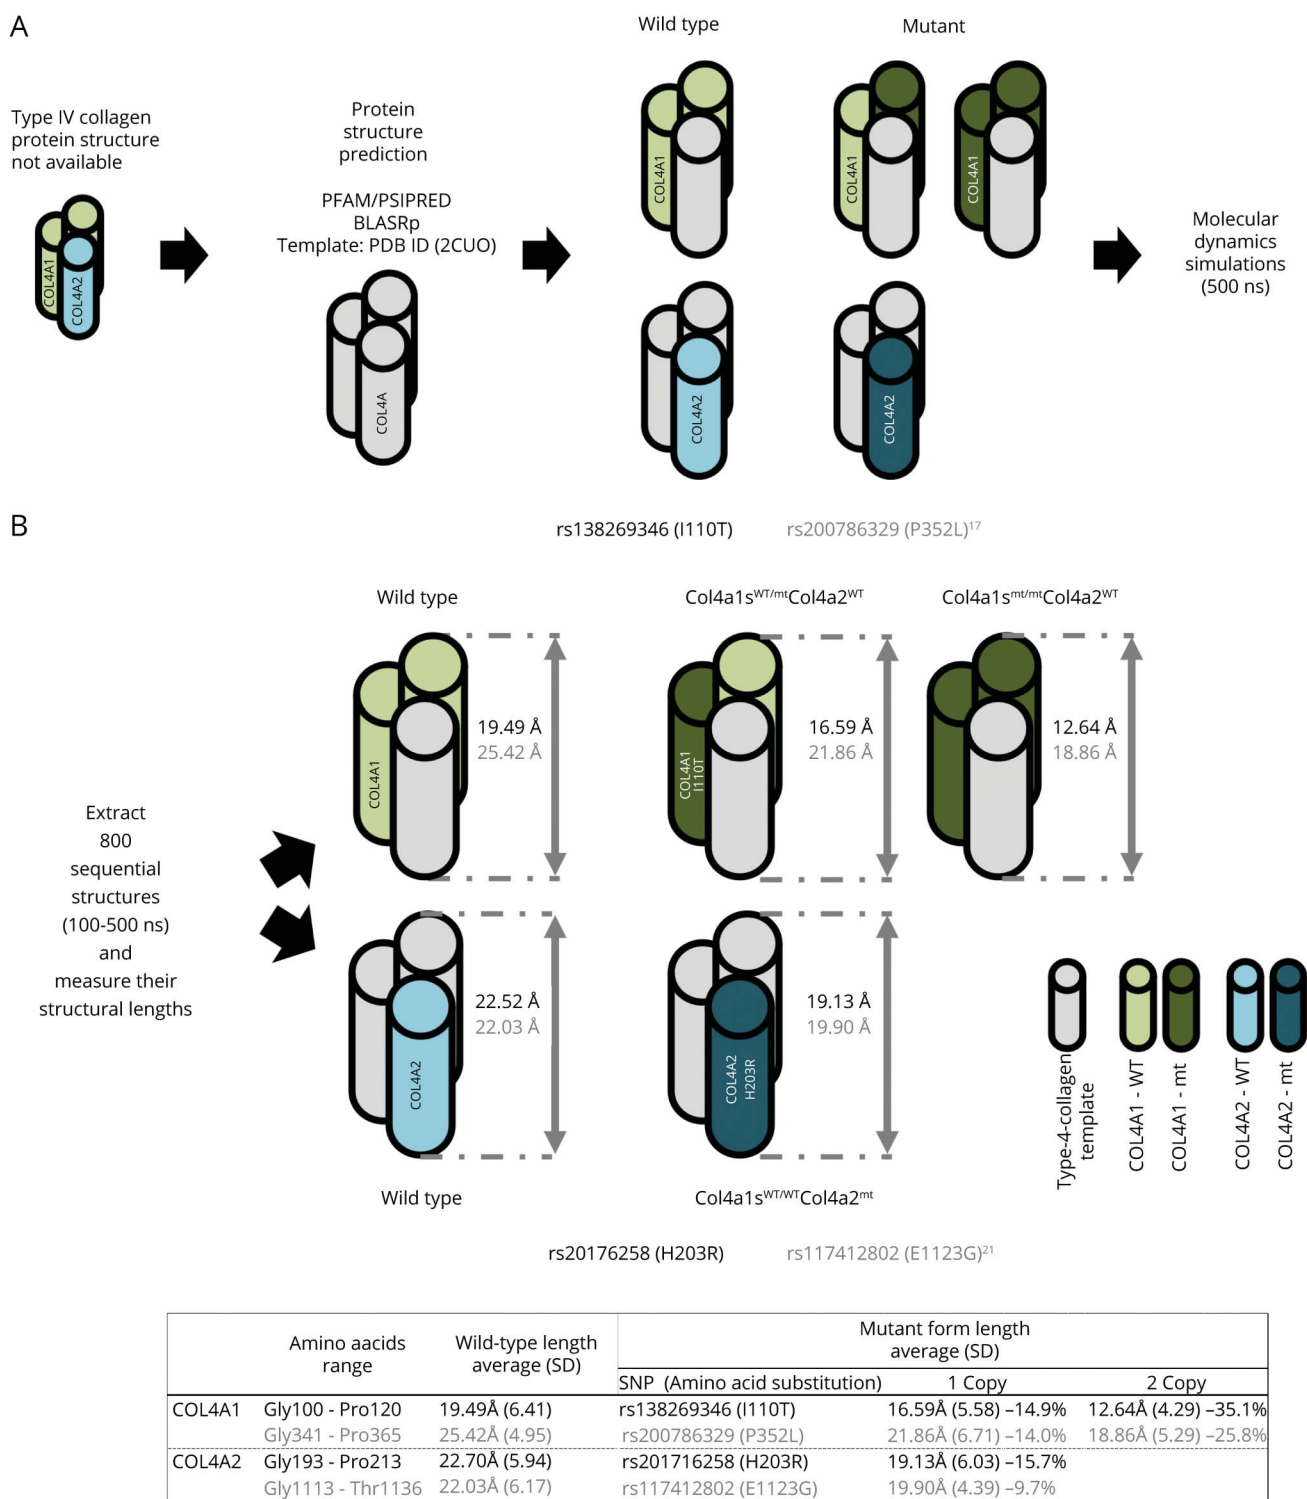 A
Wild type
Mutant
Type IV collagen
protein structure
not available
Protein
structure
prediction
PFAM/PSIPRED
BLASRp
Template: PDB ID (2CUO)
Molecular
dynamics
simulations
(500 ns)
COL4A1
COL4A2
COL4A
COL4A1
COL4A1
COL4A1
COL4A2
COL4A2
B
rs138269346 (I110T)
rs200786329 (P352L)17
Wild type
Col4a1sWT/mtCol4a2WT
Col4a1smt/mtCol4a2WT
COL4A1
19.49 Å
25.42 Å
COL4A1
I110T
16.59 Å
21.86 Å
12.64 Å
18.86 Å
Extract
800
sequential
structures
(100-500 ns)
and
measure their
structural lengths
COL4A2
22.52 Å
22.03 Å
COL4A2
H203R
19.13 Å
19.90 Å
Wild type
Col4a1sWT/WTCol4a2mt
Type-4-collagen
template
COL4A1 - WT
COL4A1 - mt
COL4A2 - WT
COL4A2 - mt
rs20176258 (H203R)
rs117412802 (E1123G)21
Amino aacids
range
Wild-type length
average (SD)
Mutant form length
average (SD)
SNP (Amino acid substitution) 1 Copy 2 Copy
COL4A1 Gly100 - Pro120 19.49Å (6.41) rs138269346 (I110T) 16.59Å (5.58) –14.9% 12.64Å (4.29) –35.1%
Gly341 - Pro365 25.42Å (4.95) rs200786329 (P352L) 21.86Å (6.71) –14.0% 18.86Å (5.29) –25.8%
COL4A2 Gly193 - Pro213 22.70Å (5.94) rs201716258 (H203R) 19.13Å (6.03) –15.7%
Gly1113 - Thr1136 22.03Å (6.17) rs117412802 (E1123G) 19.90Å (4.39) –9.7%